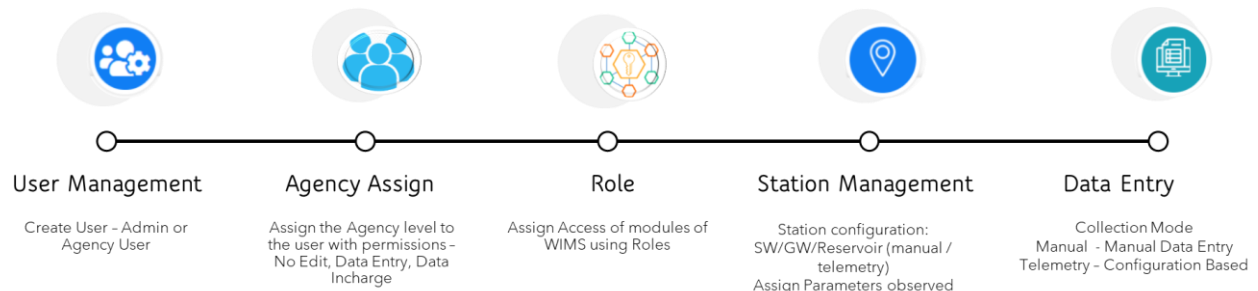 User Management
Create User – Admin or
Agency User
Agency Assign
Assign the Agency level to
the user with permissions –
No Edit, Data Entry, Data
Incharge
Role
Assign Access of modules of
WIMS using Roles
Station Management
Station configuration:
SW/GW/Reservoir (manual /
telemetry)
Assign Parameters observed
Data Entry
Collection Mode
Manual - Manual Data Entry
Telemetry – Configuration Based